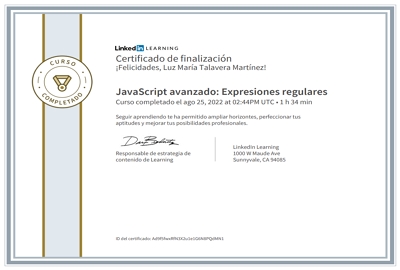 LinkedIn LEARNING
Certificado de finalización
¡Felicidades, Luz María Talavera Martínez!
CURSO
COMPLETADO
JavaScript avanzado: Expresiones regulares
Curso completado el ago 25, 2022 at 02:44PM UTC • 1 h 34 min
Seguir aprendiendo te ha permitido ampliar horizontes, perfeccionar tus
aptitudes y mejorar tus posibilidades profesionales.
Responsable de estrategia de
contenido de Learning
LinkedIn Learning
1000 W Maude Ave
Sunnyvale, CA 94085
ID del certificado: